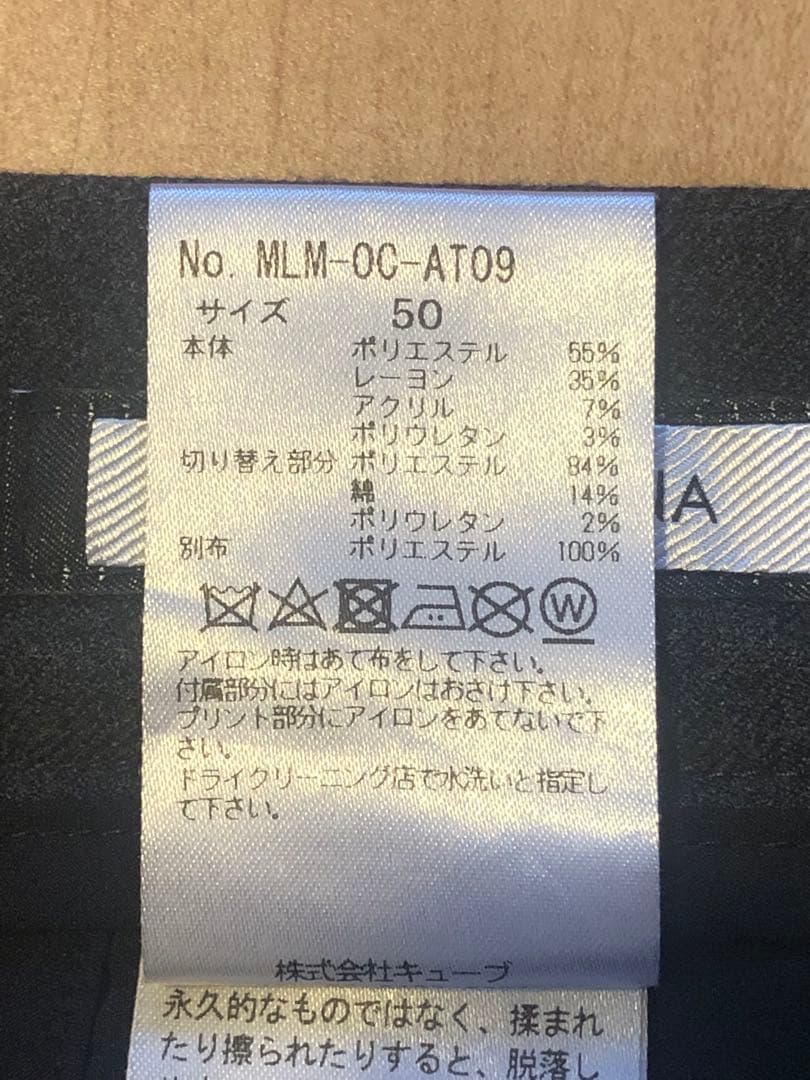 No. MLM-OC-AT09
サイズ 50
本体 ポリエステル 55%
レーヨン 35%
アクリル 7%
ポリウレタン 3%
切り替え部分 ポリエステル 84%
綿 14%
ポリウレタン 2%
別布 ポリエステル 100%
W
アイロン時はあて布をして下さい。
付属部分にはアイロンはおさけ下さい。
プリント部分にアイロンをあてないで下
さい。
ドライクリーニング店で水洗いと指定し
て下さい。
株式会社キューブ
永久的なものではなく、揉まれ
たり擦られたりすると、脱落し